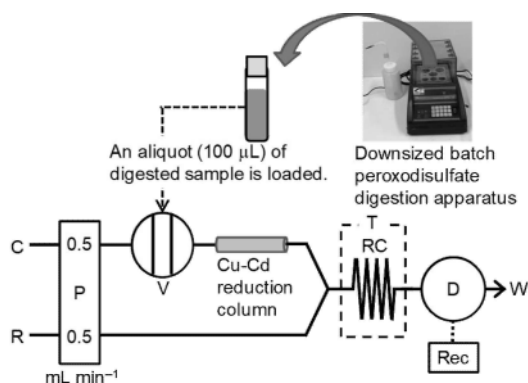 An aliquot (100 μL) of
digested sample is loaded.
Downsized batch
peroxodisulfate
digestion apparatus
C
0.5
V
Cu-Cd
reduction
column
T
RC
D
W
P
R
0.5
Rec
mL min⁻¹